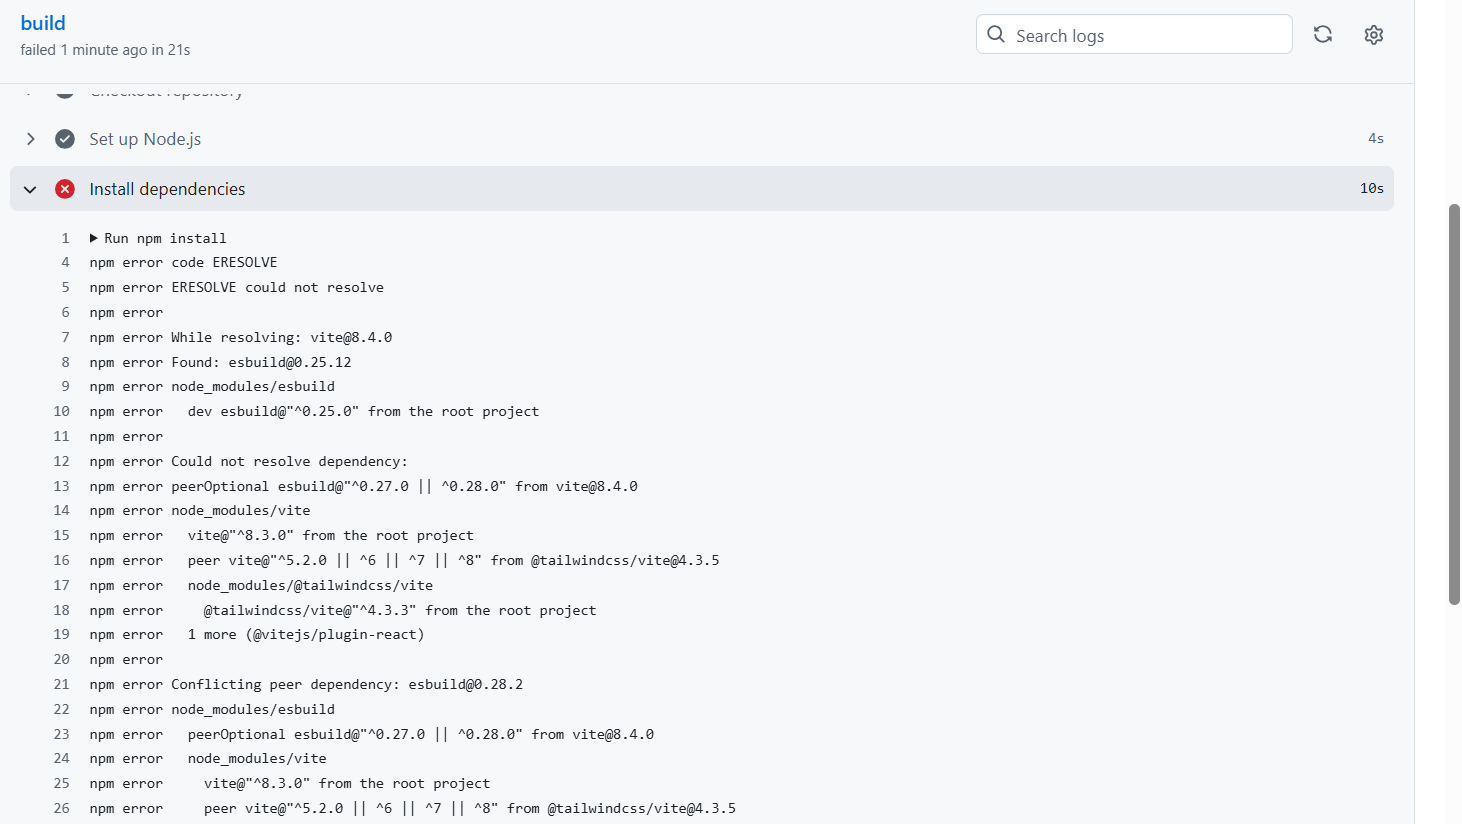 build
failed 1 minute ago in 21s
Search logs
Checkout repository
Set up Node.js 4s
Install dependencies 10s
1 Run npm install
4 npm error code ERESOLVE
5 npm error ERESOLVE could not resolve
6 npm error
7 npm error While resolving: vite@8.4.0
8 npm error Found: esbuild@0.25.12
9 npm error node_modules/esbuild
10 npm error   dev esbuild@"^0.25.0" from the root project
11 npm error
12 npm error Could not resolve dependency:
13 npm error peerOptional esbuild@"^0.27.0 || ^0.28.0" from vite@8.4.0
14 npm error node_modules/vite
15 npm error   vite@"^8.3.0" from the root project
16 npm error   peer vite@"^5.2.0 || ^6 || ^7 || ^8" from @tailwindcss/vite@4.3.5
17 npm error   node_modules/@tailwindcss/vite
18 npm error     @tailwindcss/vite@"^4.3.3" from the root project
19 npm error   1 more (@vitejs/plugin-react)
20 npm error
21 npm error Conflicting peer dependency: esbuild@0.28.2
22 npm error node_modules/esbuild
23 npm error   peerOptional esbuild@"^0.27.0 || ^0.28.0" from vite@8.4.0
24 npm error   node_modules/vite
25 npm error     vite@"^8.3.0" from the root project
26 npm error     peer vite@"^5.2.0 || ^6 || ^7 || ^8" from @tailwindcss/vite@4.3.5